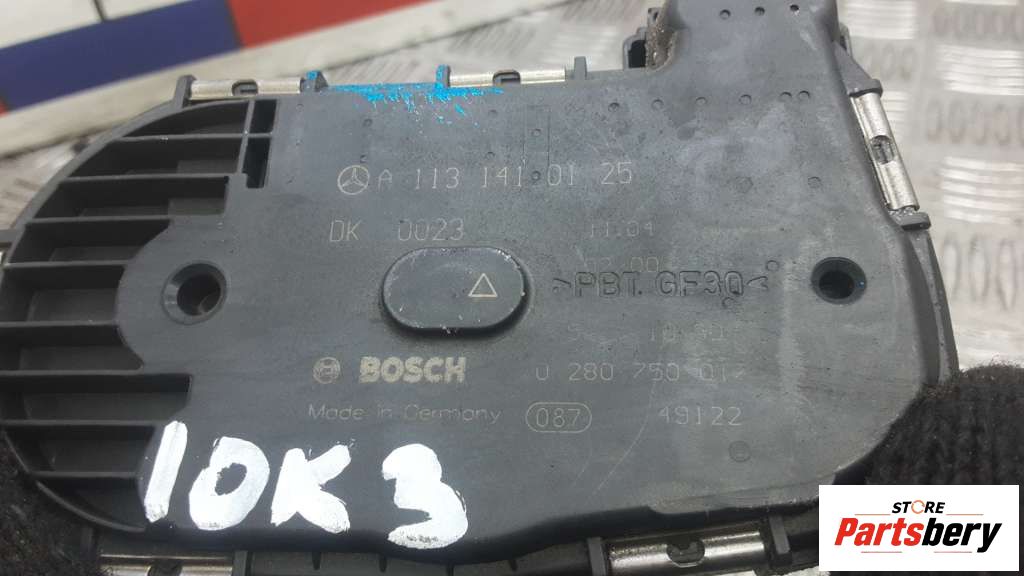 A 113 141 01 25
DK 0023
11.04
>PBT GF30<
BOSCH
0 280 750 017
Made in Germany 087 49122
10K3
STORE
Partsbery